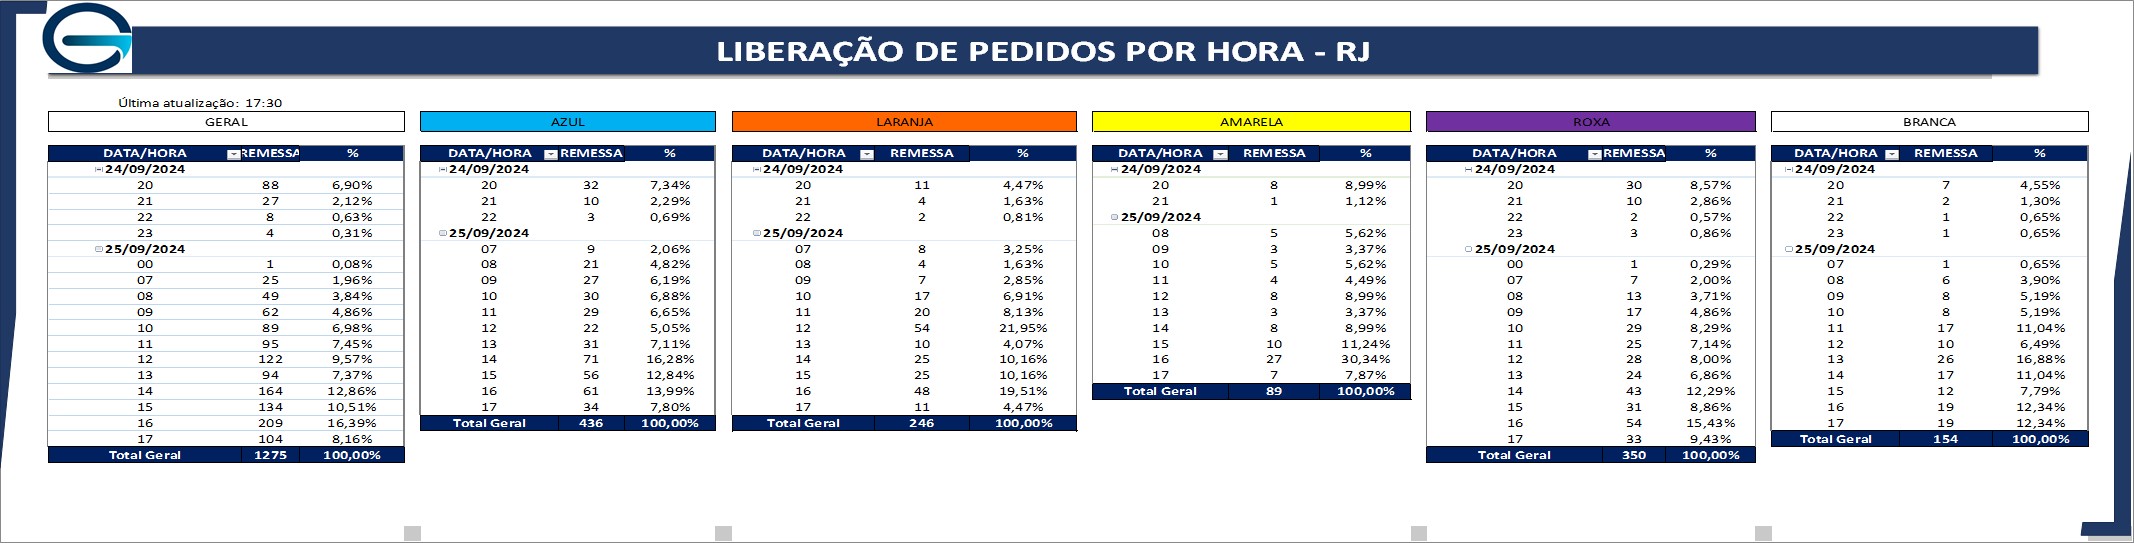 LIBERAÇÃO DE PEDIDOS POR HORA - RJ
Última atualização: 17:30
GERAL
DATA/HORA REMESSA %
24/09/2024
20 88 6,90%
21 27 2,12%
22 8 0,63%
23 4 0,31%
25/09/2024
00 1 0,08%
07 25 1,96%
08 49 3,84%
09 62 4,86%
10 89 6,98%
11 95 7,45%
12 122 9,57%
13 94 7,37%
14 164 12,86%
15 134 10,51%
16 209 16,39%
17 104 8,16%
Total Geral 1275 100,00%
AZUL
DATA/HORA REMESSA %
24/09/2024
20 32 7,34%
21 10 2,29%
22 3 0,69%
25/09/2024
07 9 2,06%
08 21 4,82%
09 27 6,19%
10 30 6,88%
11 29 6,65%
12 22 5,05%
13 31 7,11%
14 71 16,28%
15 56 12,84%
16 61 13,99%
17 34 7,80%
Total Geral 436 100,00%
LARANJA
DATA/HORA REMESSA %
24/09/2024
20 11 4,47%
21 4 1,63%
22 2 0,81%
25/09/2024
07 8 3,25%
08 4 1,63%
09 7 2,85%
10 17 6,91%
11 20 8,13%
12 54 21,95%
13 10 4,07%
14 25 10,16%
15 25 10,16%
16 48 19,51%
17 11 4,47%
Total Geral 246 100,00%
AMARELA
DATA/HORA REMESSA %
24/09/2024
20 8 8,99%
21 1 1,12%
25/09/2024
08 5 5,62%
09 3 3,37%
10 5 5,62%
11 4 4,49%
12 8 8,99%
13 3 3,37%
14 8 8,99%
15 10 11,24%
16 27 30,34%
17 7 7,87%
Total Geral 89 100,00%
ROXA
DATA/HORA REMESSA %
24/09/2024
20 30 8,57%
21 10 2,86%
22 2 0,57%
23 3 0,86%
25/09/2024
00 1 0,29%
07 7 2,00%
08 13 3,71%
09 17 4,86%
10 29 8,29%
11 25 7,14%
12 28 8,00%
13 24 6,86%
14 43 12,29%
15 31 8,86%
16 54 15,43%
17 33 9,43%
Total Geral 350 100,00%
BRANCA
DATA/HORA REMESSA %
24/09/2024
20 7 4,55%
21 2 1,30%
22 1 0,65%
23 1 0,65%
25/09/2024
07 1 0,65%
08 6 3,90%
09 8 5,19%
10 8 5,19%
11 17 11,04%
12 10 6,49%
13 26 16,88%
14 17 11,04%
15 12 7,79%
16 19 12,34%
17 19 12,34%
Total Geral 154 100,00%